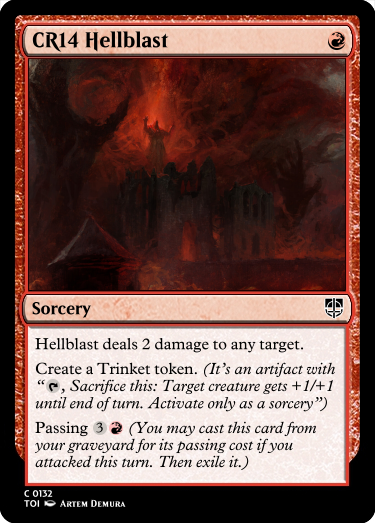 CR14 Hellblast
Sorcery
Hellblast deals 2 damage to any target.
Create a Trinket token. (It's an artifact with
", Sacrifice this: Target creature gets +1/+1
until end of turn. Activate only as a sorcery")
Passing 3 (You may cast this card from
your graveyard for its passing cost if you
attacked this turn. Then exile it.)
C 0132
TOI Artem Demura